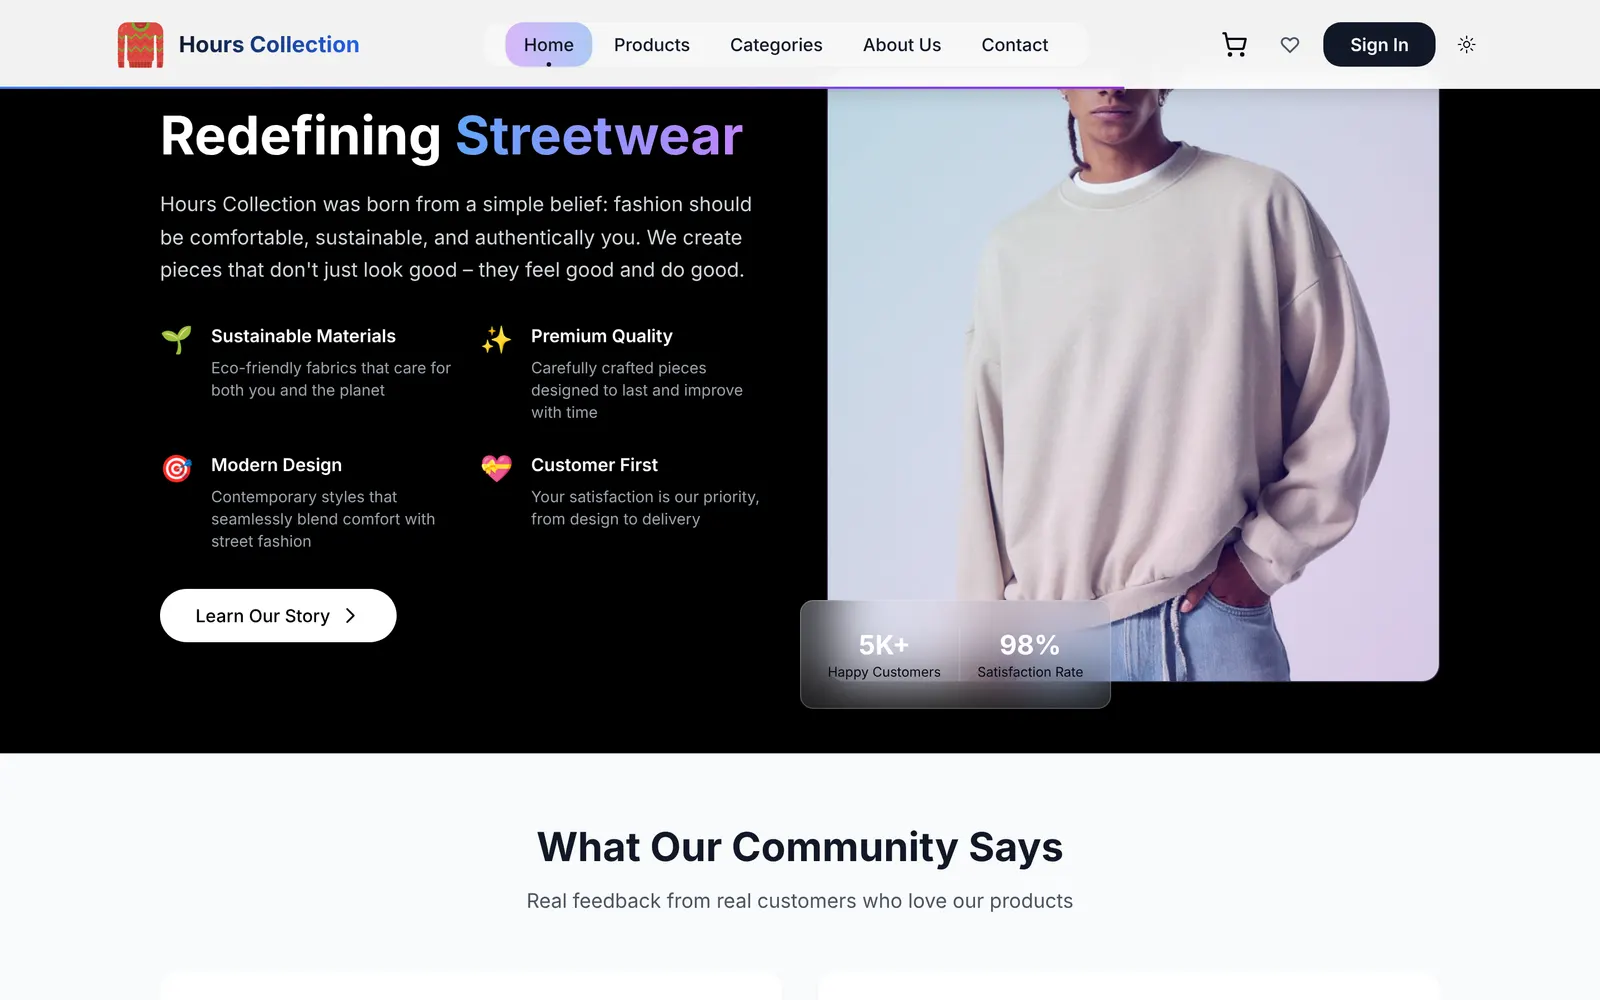 Hours Collection
Home
Products
Categories
About Us
Contact
Sign In
Redefining Streetwear
Hours Collection was born from a simple belief: fashion should
be comfortable, sustainable, and authentically you. We create
pieces that don't just look good – they feel good and do good.
Sustainable Materials
Eco-friendly fabrics that care for
both you and the planet
Premium Quality
Carefully crafted pieces
designed to last and improve
with time
Modern Design
Contemporary styles that
seamlessly blend comfort with
street fashion
Customer First
Your satisfaction is our priority,
from design to delivery
Learn Our Story
5K+
Happy Customers
98%
Satisfaction Rate
What Our Community Says
Real feedback from real customers who love our products